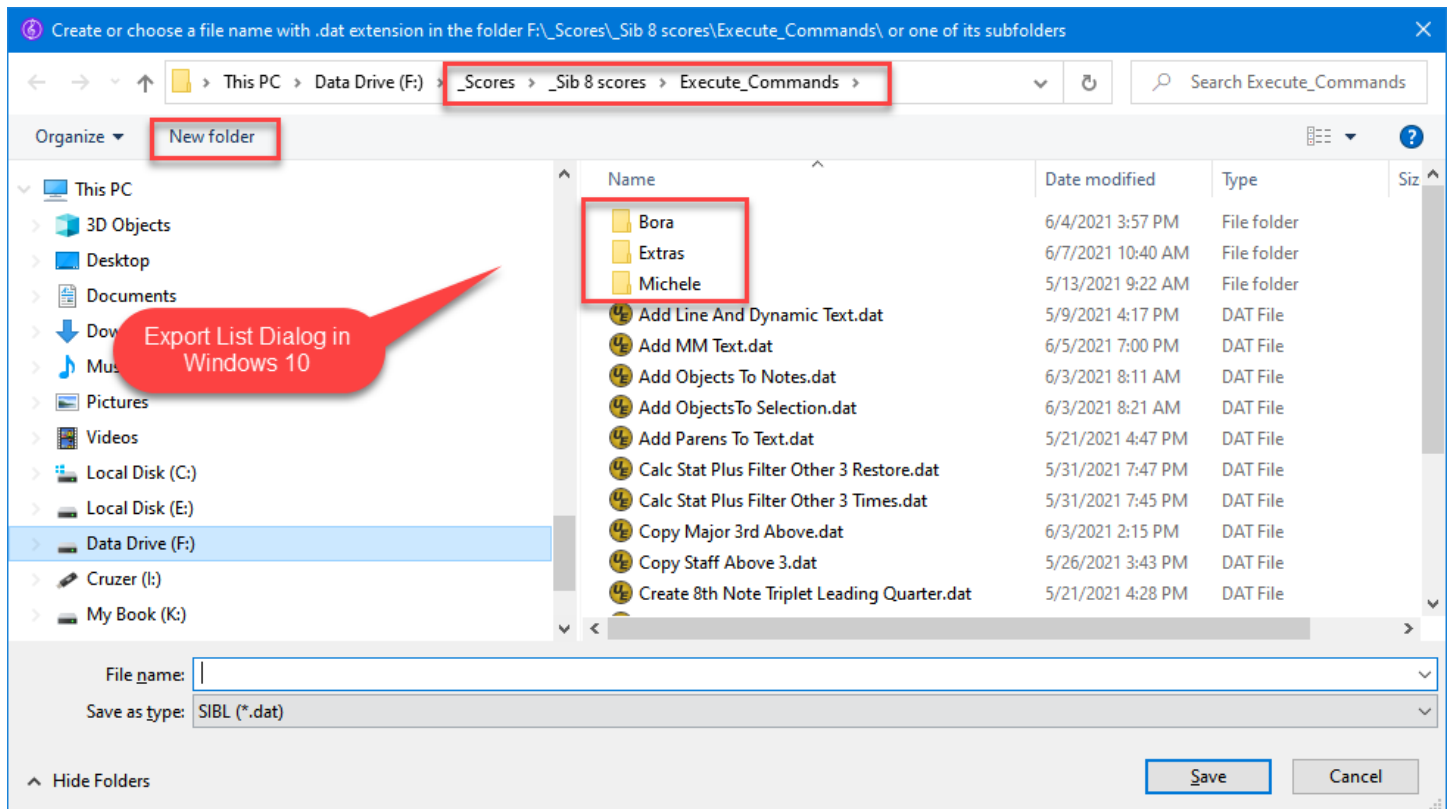 Create or choose a file name with .dat extension in the folder F:\_Scores\_Sib 8 scores\Execute_Commands\ or one of its subfolders
This PC > Data Drive (F:) > _Scores > _Sib 8 scores > Execute_Commands >
Search Execute_Commands
Organize
New folder
This PC
3D Objects
Desktop
Documents
Dow
Mus
Pictures
Videos
Local Disk (C:)
Local Disk (E:)
Data Drive (F:)
Cruzer (I:)
My Book (K:)
Export List Dialog in
Windows 10
Name Date modified Type Siz
Bora 6/4/2021 3:57 PM File folder
Extras 6/7/2021 10:40 AM File folder
Michele 5/13/2021 9:22 AM File folder
Add Line And Dynamic Text.dat 5/9/2021 4:17 PM DAT File
Add MM Text.dat 6/5/2021 7:00 PM DAT File
Add Objects To Notes.dat 6/3/2021 8:11 AM DAT File
Add ObjectsTo Selection.dat 6/3/2021 8:21 AM DAT File
Add Parens To Text.dat 5/21/2021 4:47 PM DAT File
Calc Stat Plus Filter Other 3 Restore.dat 5/31/2021 7:47 PM DAT File
Calc Stat Plus Filter Other 3 Times.dat 5/31/2021 7:45 PM DAT File
Copy Major 3rd Above.dat 6/3/2021 2:15 PM DAT File
Copy Staff Above 3.dat 5/26/2021 3:43 PM DAT File
Create 8th Note Triplet Leading Quarter.dat 5/21/2021 4:28 PM DAT File
File name:
Save as type: SIBL (*.dat)
Hide Folders
Save
Cancel